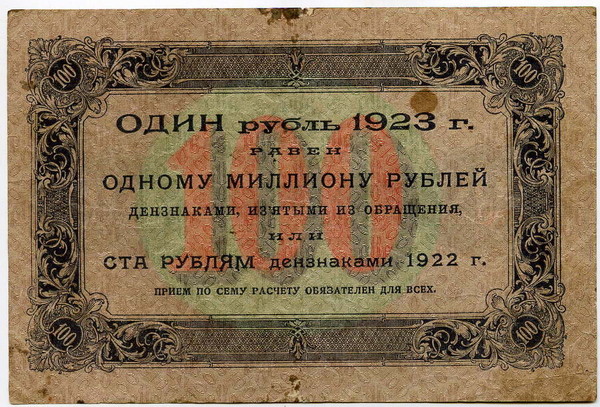 100 100
ОДИН рубль 1923 г.
РАВЕН
100
ОДНОМУ МИЛЛИОНУ РУБЛЕЙ
ДЕНЗНАКАМИ, ИЗЯТЫМИ ИЗ ОБРАЩЕНИЯ,
ИЛИ
СТА РУБЛЯМ дензнаками 1922 г.
ПРИЕМ ПО СЕМУ РАСЧЕТУ ОБЯЗАТЕЛЕН ДЛЯ ВСЕХ.
100 100